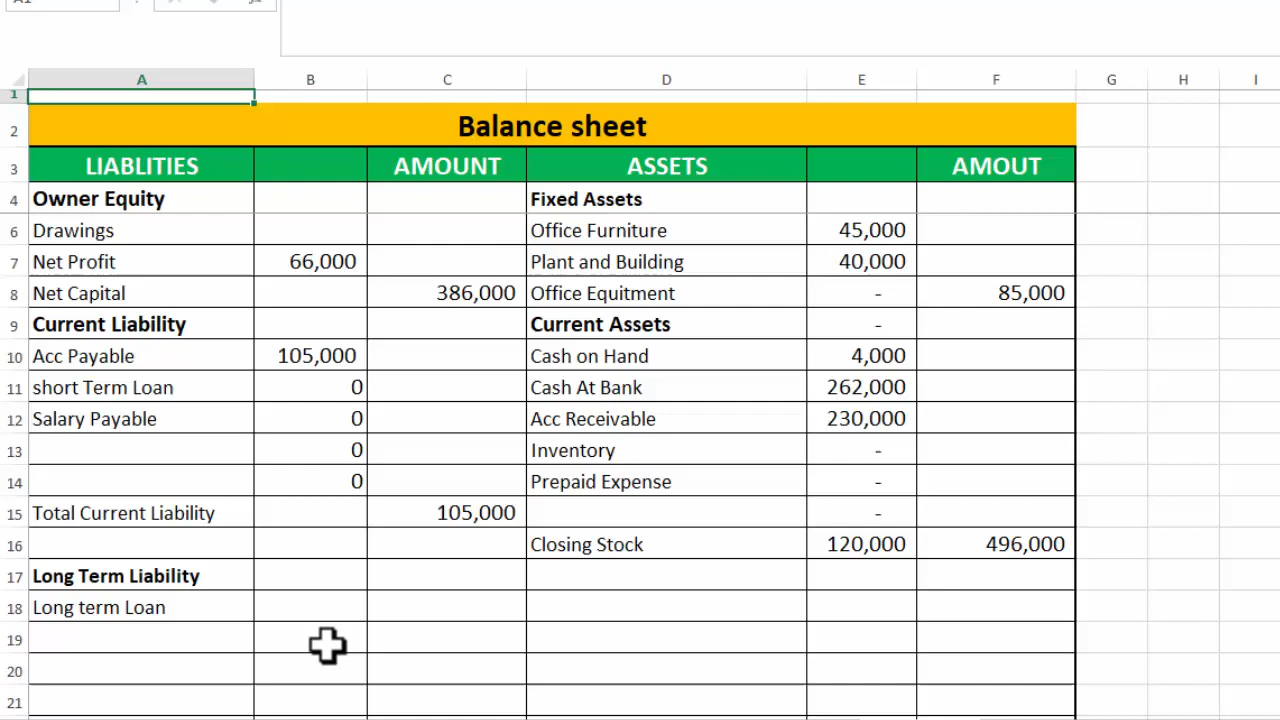 A B C D E F G H I
1
2 Balance sheet
3 LIABLITIES AMOUNT ASSETS AMOUT
4 Owner Equity Fixed Assets
6 Drawings Office Furniture 45,000
7 Net Profit 66,000 Plant and Building 40,000
8 Net Capital 386,000 Office Equitment - 85,000
9 Current Liability Current Assets -
10 Acc Payable 105,000 Cash on Hand 4,000
11 short Term Loan 0 Cash At Bank 262,000
12 Salary Payable 0 Acc Receivable 230,000
13 0 Inventory -
14 0 Prepaid Expense -
15 Total Current Liability 105,000 -
16 Closing Stock 120,000 496,000
17 Long Term Liability
18 Long term Loan
19
20
21